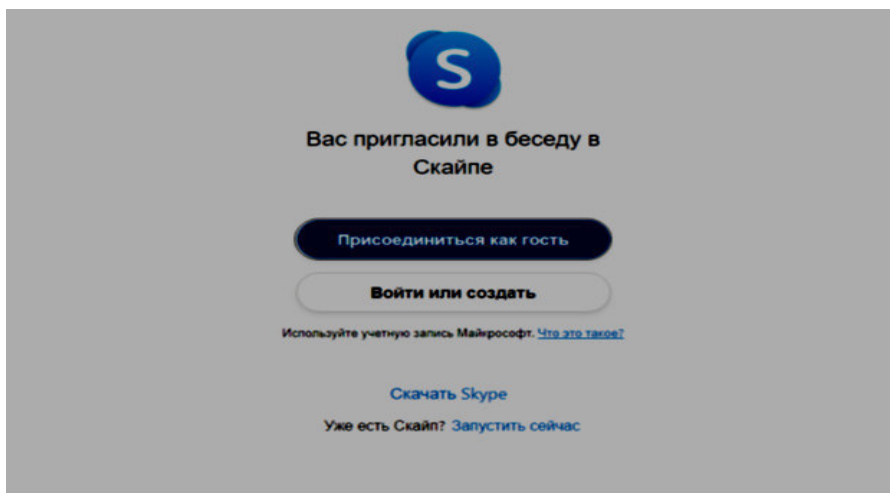 S
Вас пригласили в беседу в
Скайпе
Присоединиться как гость
Войти или создать
Используйте учетную запись Майкрософт. Что это такое?
Скачать Skype
Уже есть Скайп? Запустить сейчас